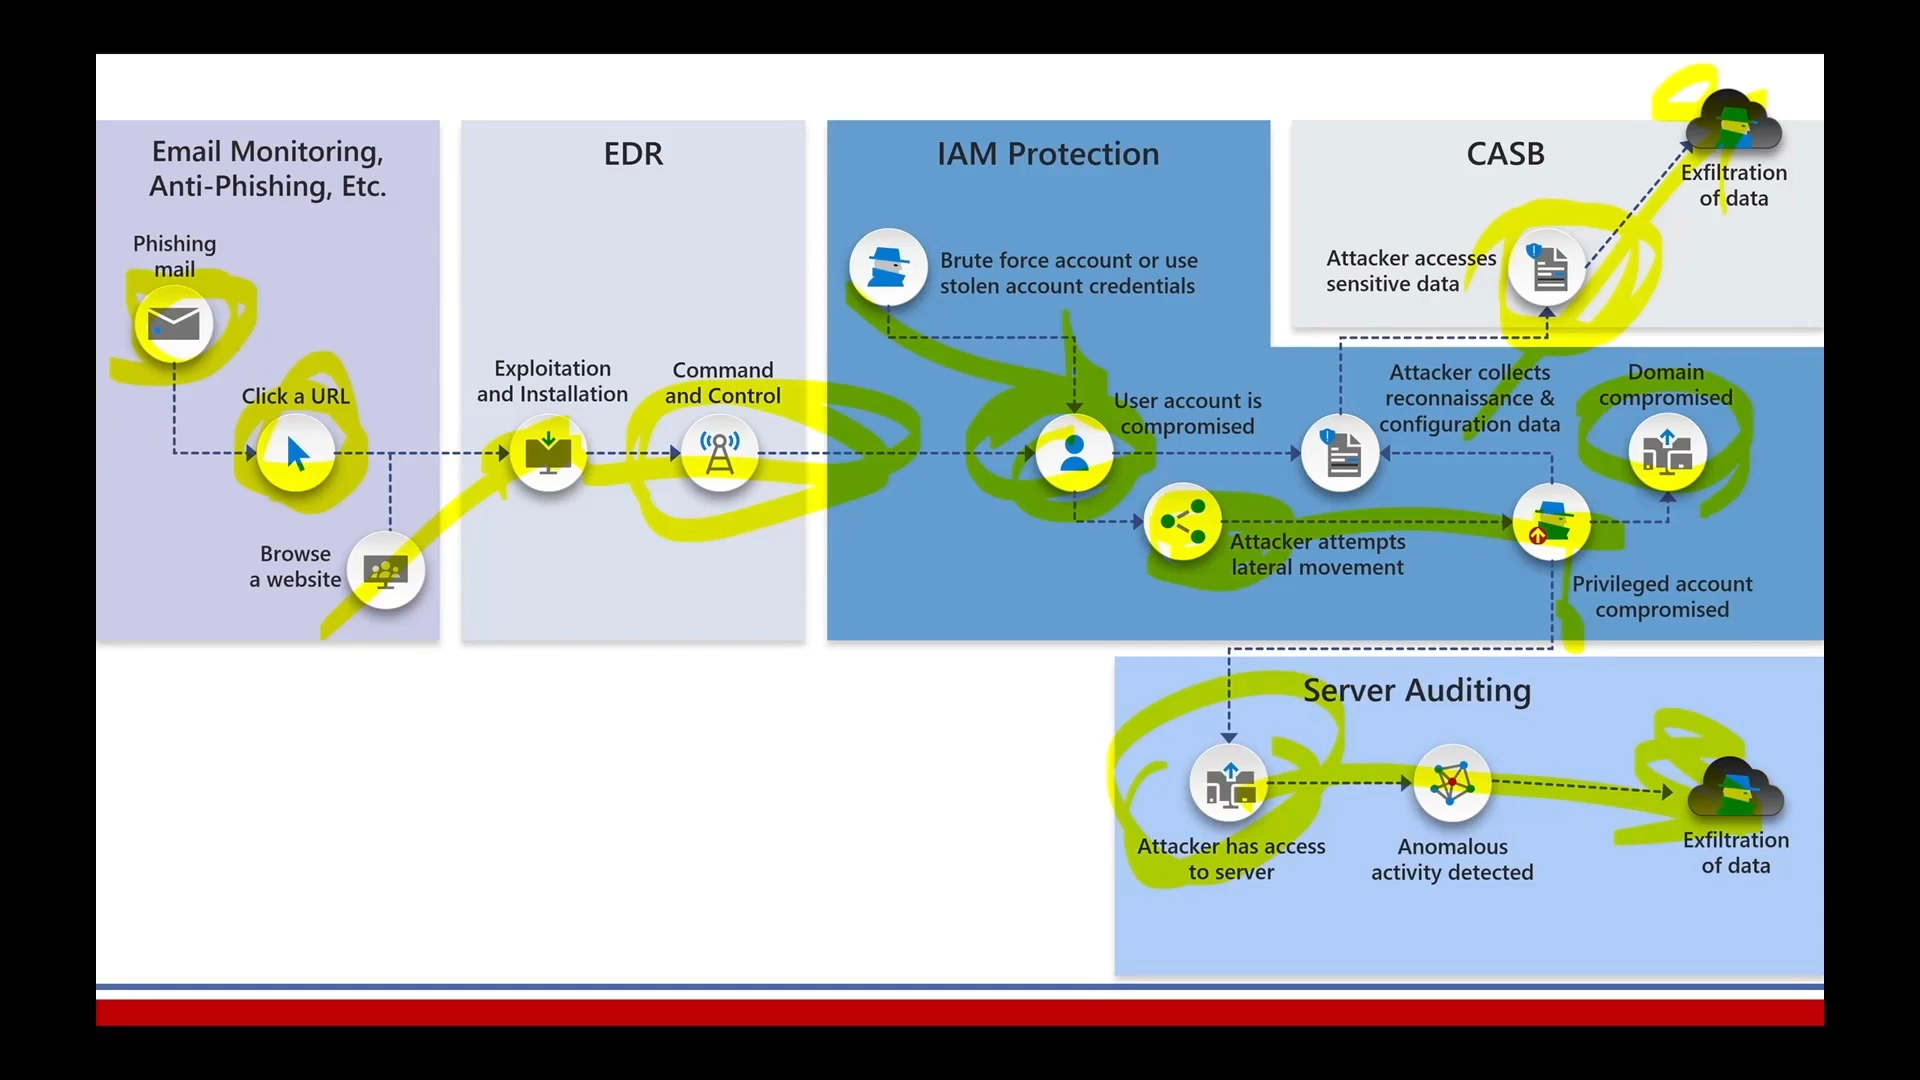 Email Monitoring,
Anti-Phishing, Etc.
Phishing
mail
Click a URL
Browse
a website
EDR
Exploitation
and Installation
Command
and Control
IAM Protection
Brute force account or use
stolen account credentials
User account is
compromised
Attacker attempts
lateral movement
Attacker collects
reconnaissance &
configuration data
Domain
compromised
Privileged account
compromised
CASB
Attacker accesses
sensitive data
Exfiltration
of data
Server Auditing
Attacker has access
to server
Anomalous
activity detected
Exfiltration
of data